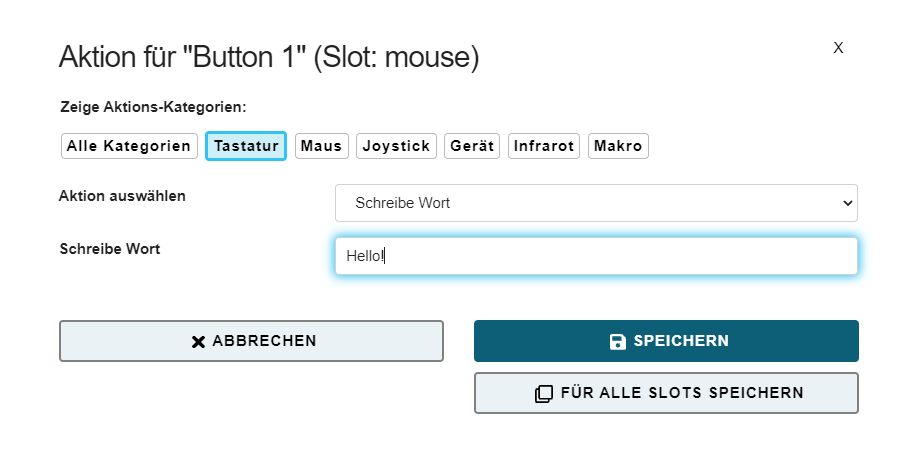 Aktion für "Button 1" (Slot: mouse)
X
Zeige Aktions-Kategorien:
Alle Kategorien Tastatur Maus Joystick Gerät Infrarot Makro
Aktion auswählen Schreibe Wort
Schreibe Wort Hello!
ABBRECHEN SPEICHERN
FÜR ALLE SLOTS SPEICHERN